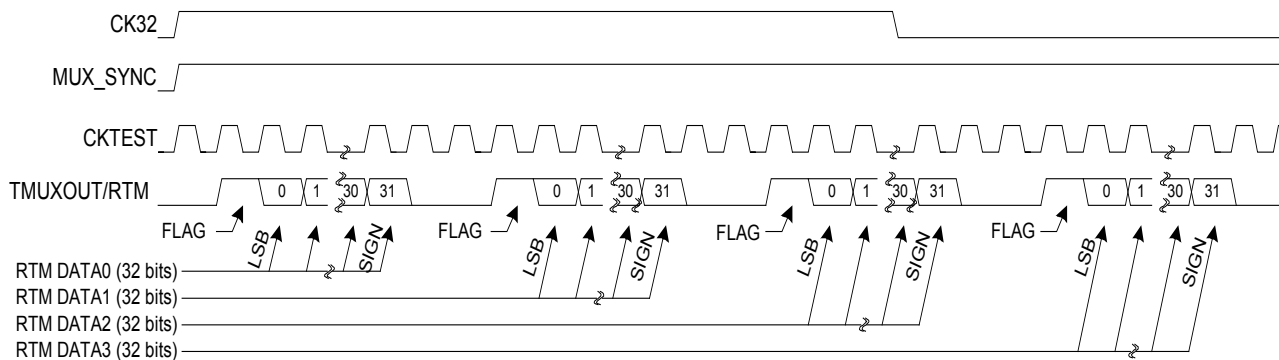 CK32
MUX_SYNC
CKTEST
TMUXOUT/RTM
0 1 30 31 0 1 30 31 0 1 30 31 0 1 30 31
FLAG FLAG FLAG FLAG
LSB SIGN LSB SIGN LSB SIGN LSB SIGN
RTM DATA0 (32 bits)
RTM DATA1 (32 bits)
RTM DATA2 (32 bits)
RTM DATA3 (32 bits)